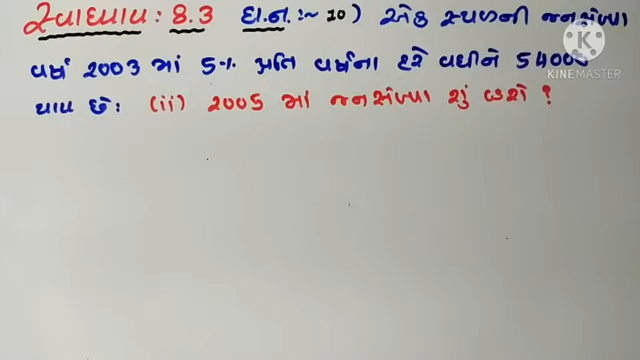 સ્વાધ્યાય : 8.3 દા.ન. :~ 10) એક સ્થળની જનસંખ્યા
વર્ષ 2003 માં 5% પ્રતિ વર્ષના દરે વધીને 54000
થાય છે: (ii) 2005 માં જનસંખ્યા શું હશે ?
KINEMASTER